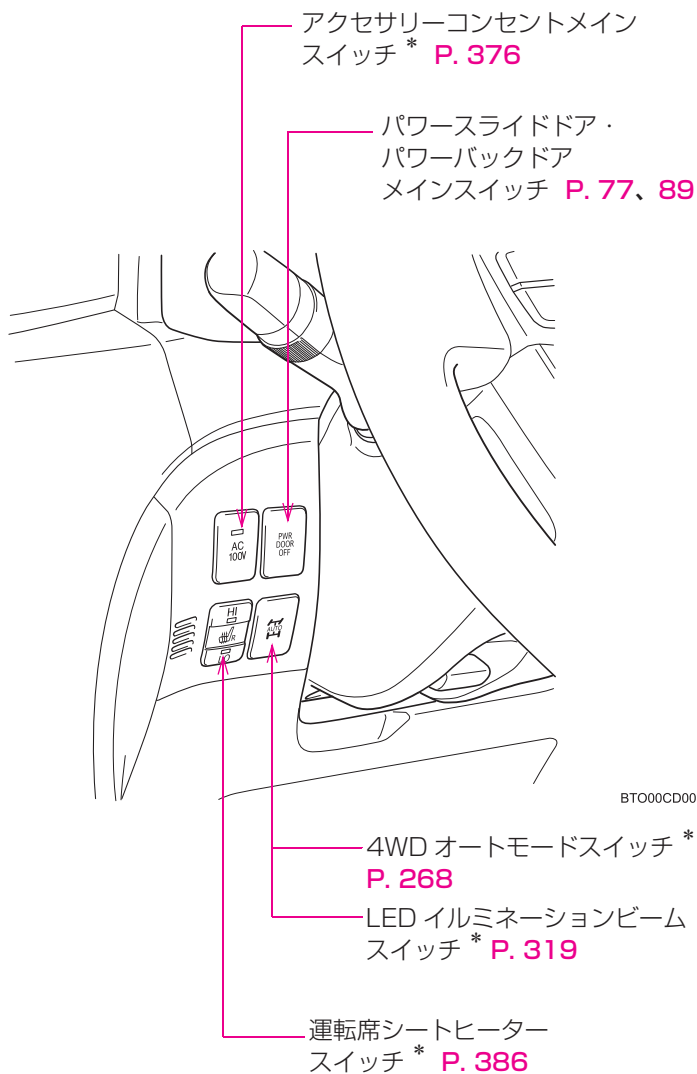 アクセサリーコンセントメイン
スイッチ * P. 376
パワースライドドア・
パワーバックドア
メインスイッチ P. 77、89
AC
100V
PWR
DOOR
OFF
HI
R
LO
AUTO
BTO00CD00
4WD オートモードスイッチ *
P. 268
LED イルミネーションビーム
スイッチ * P. 319
運転席シートヒーター
スイッチ * P. 386